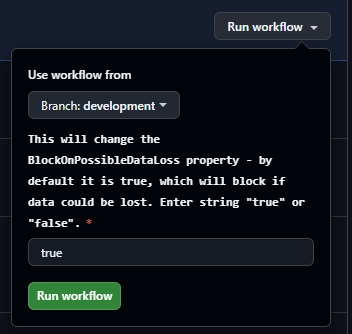 Run workflow
Use workflow from
Branch: development
This will change the
BlockOnPossibleDataLoss property - by
default it is true, which will block if
data could be lost. Enter string "true" or
"false". *
true
Run workflow